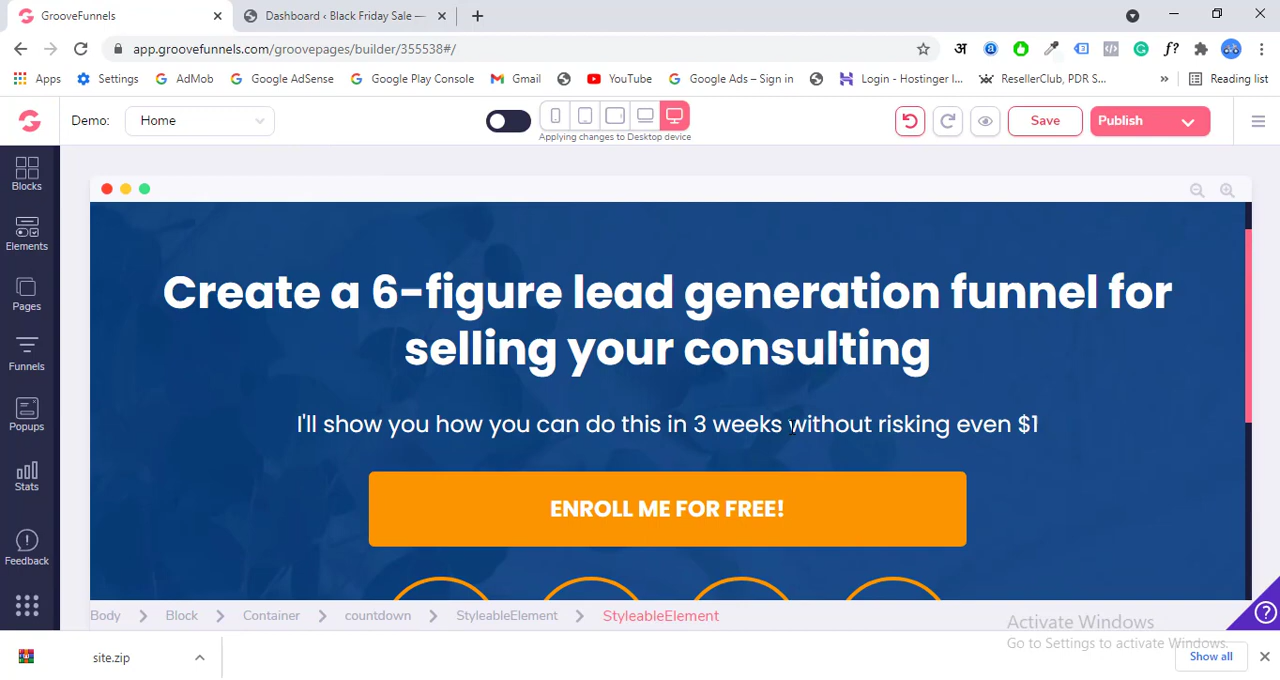 GrooveFunnels
Dashboard ‹ Black Friday Sale —
app.groovefunnels.com/groovepages/builder/355538#/
अ
a
f?
Apps
Settings
AdMob
Google AdSense
Google Play Console
Gmail
YouTube
Google Ads – Sign in
Login - Hostinger I...
ResellerClub, PDR S...
»
Reading list
Demo:
Home
Applying changes to Desktop device
Save
Publish
Blocks
Elements
Pages
Funnels
Popups
Stats
Feedback
Create a 6-figure lead generation funnel for
selling your consulting
I'll show you how you can do this in 3 weeks without risking even $1
ENROLL ME FOR FREE!
Body
Block
Container
countdown
StyleableElement
StyleableElement
Activate Windows
Go to Settings to activate Windows.
site.zip
Show all